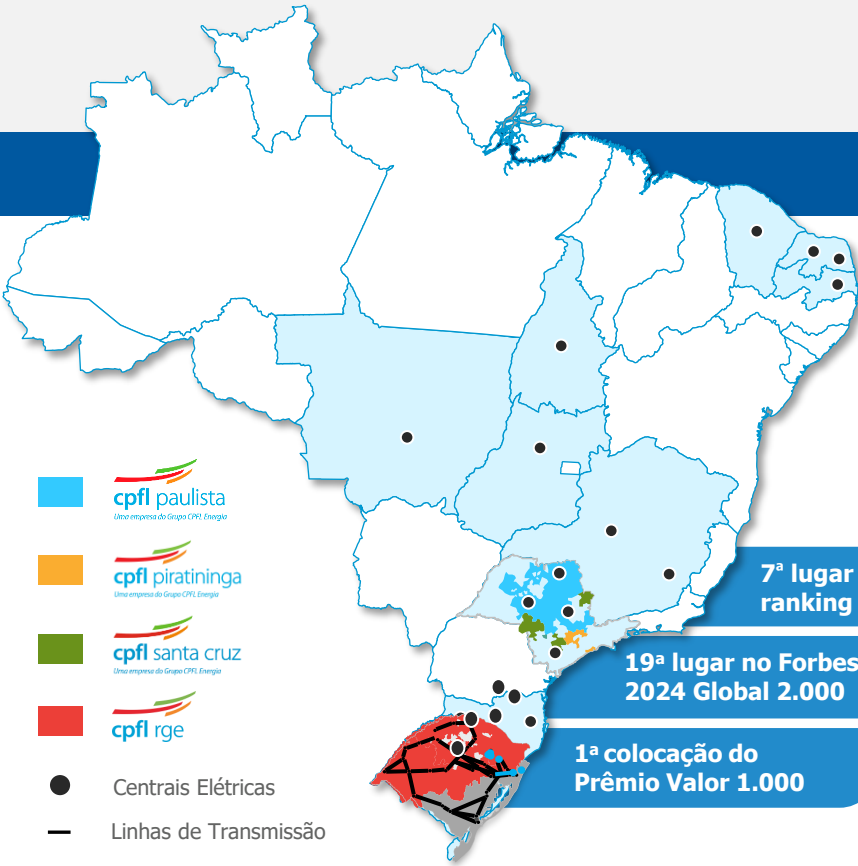 cpfl paulista
Uma empresa do Grupo CPFL Energia
cpfl piratininga
Uma empresa do Grupo CPFL Energia
cpfl santa cruz
Uma empresa do Grupo CPFL Energia
cpfl rge
Centrais Elétricas
Linhas de Transmissão
7ª lugar
ranking
19ª lugar no Forbes
2024 Global 2.000
1ª colocação do
Prêmio Valor 1.000